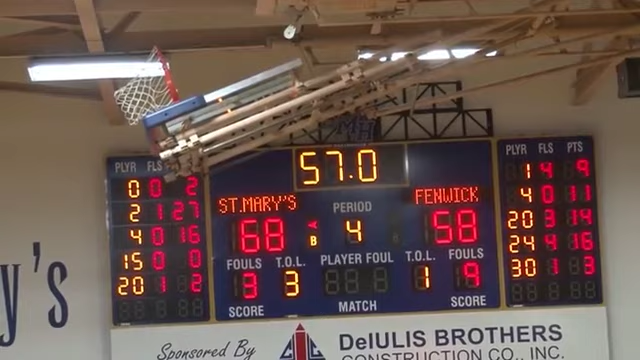 57.0
PLYR FLS
0 0 2
2 1 27
4 0 16
15 0 0
20 1 2
ST.MARY'S
PERIOD
FENWICK
68
B
4
58
FOULS T.O.L. PLAYER FOUL T.O.L. FOULS
3 3 1 9
SCORE MATCH SCORE
PLYR FLS PTS
1 4 9
4 0 11
20 3 14
24 4 16
30 1 3
y's
Sponsored By
DeIULIS BROTHERS
CONSTRUCTION CO., INC